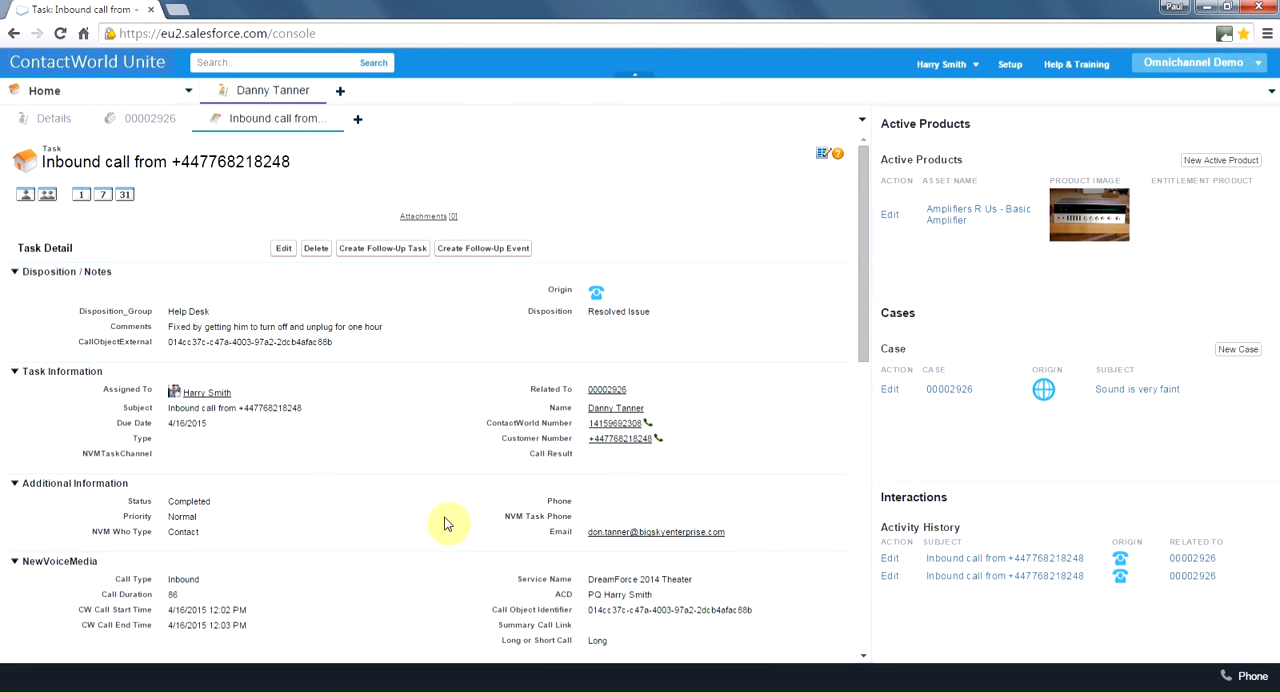 Task: Inbound call from
Paul
https://eu2.salesforce.com/console
ContactWorld Unite
Search...
Search
Harry Smith
Setup
Help & Training
Omnichannel Demo
Home
Danny Tanner
Details
00002926
Inbound call from...
Task
Inbound call from +447768218248
1
7
31
Attachments [0]
Task Detail
Edit
Delete
Create Follow-Up Task
Create Follow-Up Event
Disposition / Notes
Origin
Disposition_Group Help Desk
Disposition Resolved Issue
Comments Fixed by getting him to turn off and unplug for one hour
CallObjectExternal 014cc37c-c47a-4003-97a2-2dcb4afac88b
Task Information
Assigned To Harry Smith
Related To 00002926
Subject Inbound call from +447768218248
Name Danny Tanner
Due Date 4/16/2015
ContactWorld Number 14159692308
Type
Customer Number +447768218248
NVMTaskChannel
Call Result
Additional Information
Status Completed
Phone
Priority Normal
NVM Task Phone
NVM Who Type Contact
Email don.tanner@bigskyenterprise.com
NewVoiceMedia
Call Type Inbound
Service Name DreamForce 2014 Theater
Call Duration 86
ACD PQ Harry Smith
CW Call Start Time 4/16/2015 12:02 PM
Call Object Identifier 014cc37c-c47a-4003-97a2-2dcb4afac88b
CW Call End Time 4/16/2015 12:03 PM
Summary Call Link
Long or Short Call Long
Active Products
Active Products
New Active Product
ACTION ASSET NAME PRODUCT IMAGE ENTITLEMENT PRODUCT
Edit Amplifiers R Us - Basic
Amplifier
Cases
Case
New Case
ACTION CASE ORIGIN SUBJECT
Edit 00002926 Sound is very faint
Interactions
Activity History
ACTION SUBJECT ORIGIN RELATED TO
Edit Inbound call from +447768218248 00002926
Edit Inbound call from +447768218248 00002926
Phone